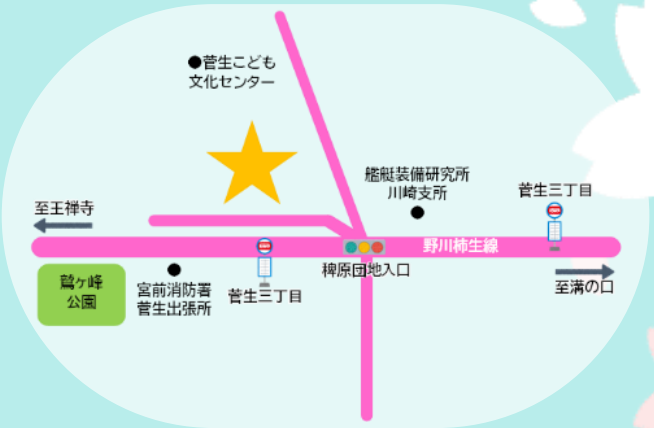 ●菅生こども
文化センター
艦艇装備研究所
川崎支所
菅生三丁目
至王禅寺
野川柿生線
稗原団地入口
至溝の口
鷲ヶ峰
公園
宮前消防署
菅生出張所
菅生三丁目